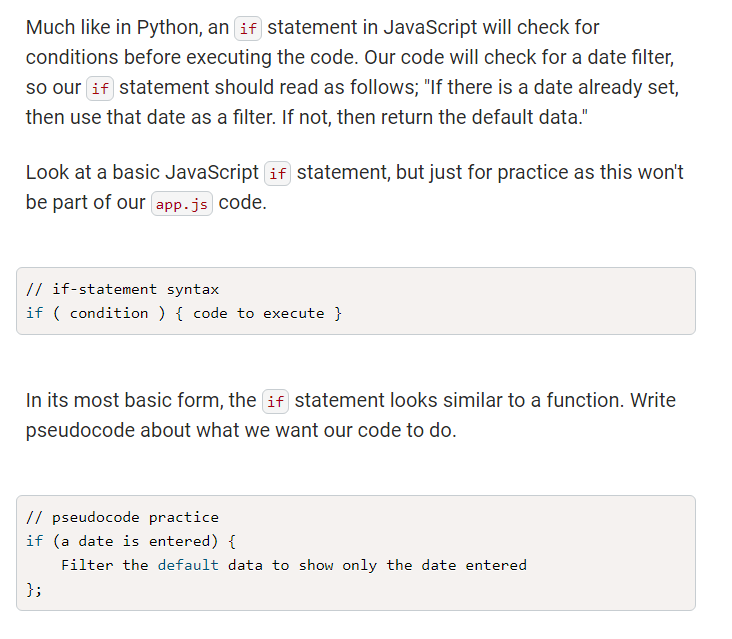 Much like in Python, an if statement in JavaScript will check for
conditions before executing the code. Our code will check for a date filter,
so our if statement should read as follows; "If there is a date already set,
then use that date as a filter. If not, then return the default data."
Look at a basic JavaScript if statement, but just for practice as this won't
be part of our app.js code.
// if-statement syntax
if ( condition ) { code to execute }
In its most basic form, the if statement looks similar to a function. Write
pseudocode about what we want our code to do.
// pseudocode practice
if (a date is entered) {
    Filter the default data to show only the date entered
};